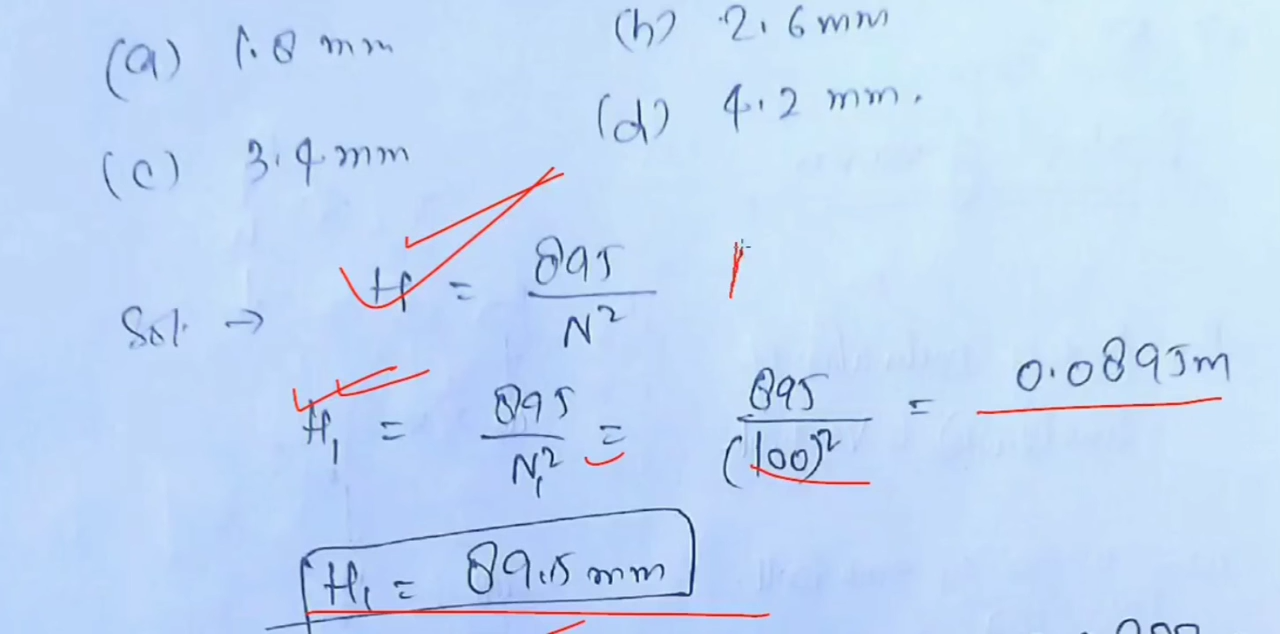 (a) 1.8 mm (b) 2.6 mm
(c) 3.4 mm (d) 4.2 mm.
Sol. → H = 895 / N²
H₁ = 895 / N₁² = 895 / (100)² = 0.0895m
H₁ = 89.5 mm